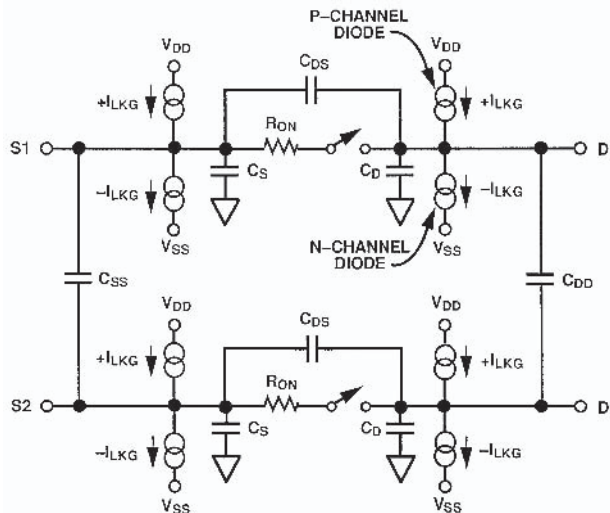 P–CHANNEL
DIODE
VDD
VDD
CDS
+ILKG
+ILKG
RON
S1
D
CS
CD
–ILKG
–ILKG
VSS
VSS
N–CHANNEL
DIODE
CSS
CDD
VDD
VDD
CDS
+ILKG
+ILKG
RON
S2
D
CS
CD
–ILKG
–ILKG
VSS
VSS